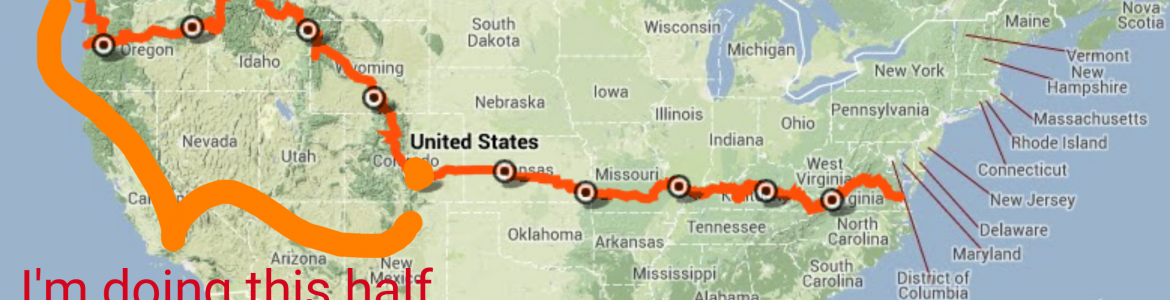 Nova
Scotia
Maine
South
Dakota
Wisconsin
Oregon
Michigan
Vermont
Idaho
Wyoming
New York
New
Hampshire
Nebraska
Iowa
Illinois
Pennsylvania
Massachusetts
Nevada
United States
Indiana
Ohio
Rhode Island
Utah
Colorado
Kansas
Missouri
West
Virginia
Connecticut
Kentucky
Virginia
New Jersey
Oklahoma
Arkansas
Tennessee
North
Carolina
Delaware
Maryland
Arizona
New
Mexico
Mississippi
South
Carolina
District of
Columbia
Alabama
I'm doing this half